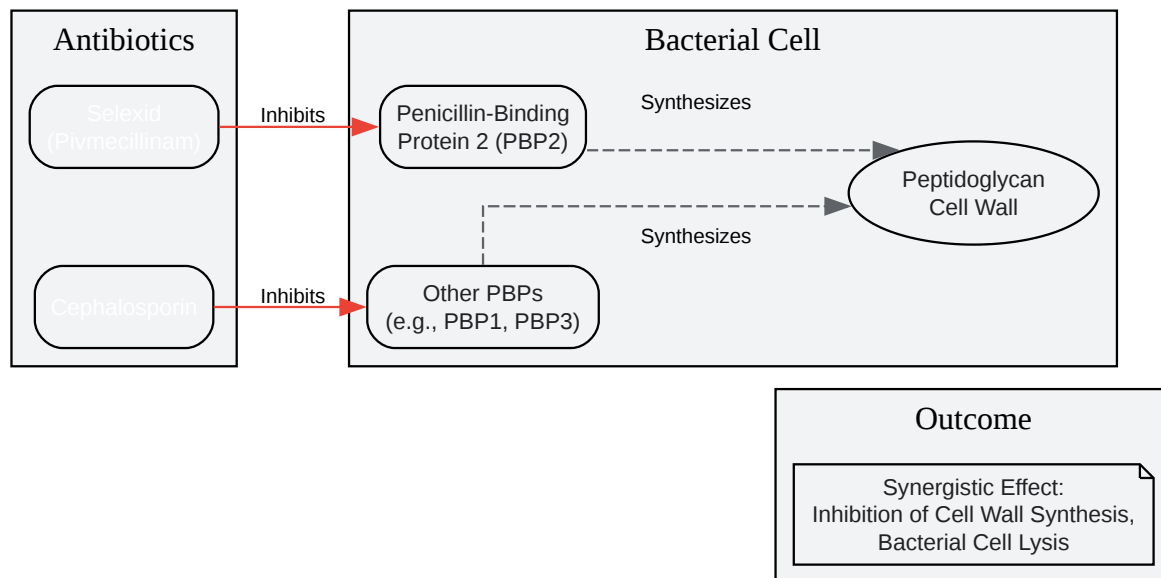 Antibiotics
Selexid
(Pivmecillinam)
Inhibits
Cephalosporin
Inhibits
Bacterial Cell
Penicillin-Binding
Protein 2 (PBP2)
Synthesizes
Peptidoglycan
Cell Wall
Synthesizes
Other PBPs
(e.g., PBP1, PBP3)
Outcome
Synergistic Effect:
Inhibition of Cell Wall Synthesis,
Bacterial Cell Lysis